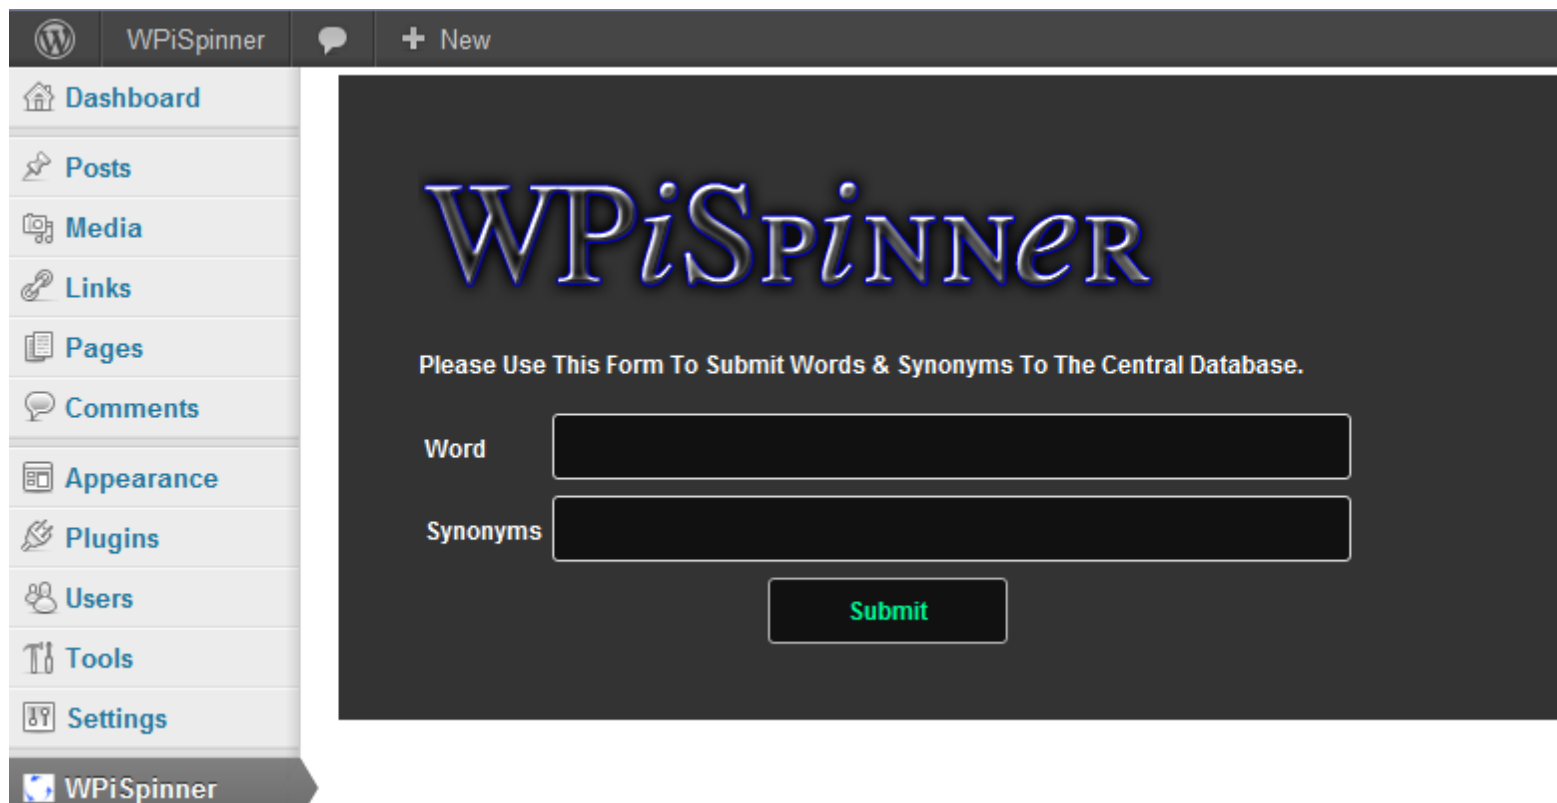 WPiSpinner
New
Dashboard
Posts
Media
Links
Pages
Comments
Appearance
Plugins
Users
Tools
Settings
WPiSpinner
WPiSpinner
Please Use This Form To Submit Words & Synonyms To The Central Database.
Word
Synonyms
Submit